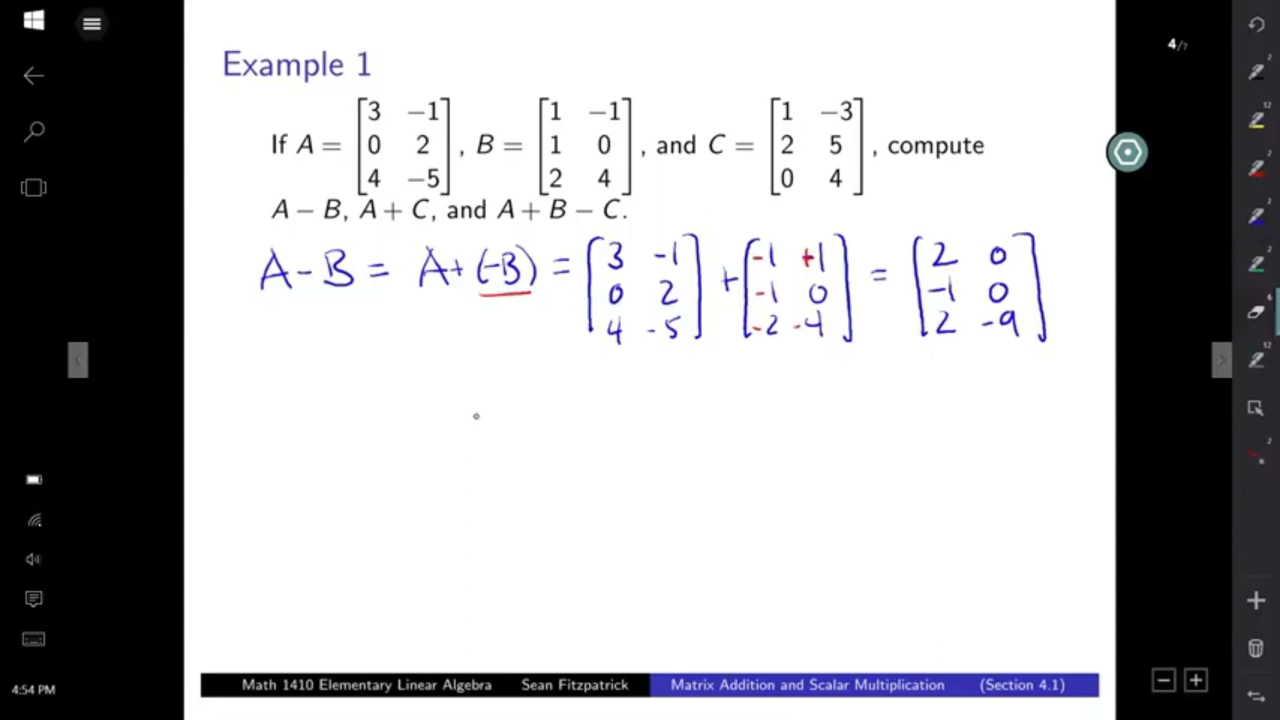 4/7
Example 1
If A = [3 −1; 0 2; 4 −5], B = [1 −1; 1 0; 2 4], and C = [1 −3; 2 5; 0 4], compute
A − B, A + C, and A + B − C.
A − B = A + (−B) = [3 -1; 0 2; 4 -5] + [-1 +1; -1 0; -2 -4] = [2 0; -1 0; 2 -9]
4:54 PM
Math 1410 Elementary Linear Algebra Sean Fitzpatrick Matrix Addition and Scalar Multiplication (Section 4.1)